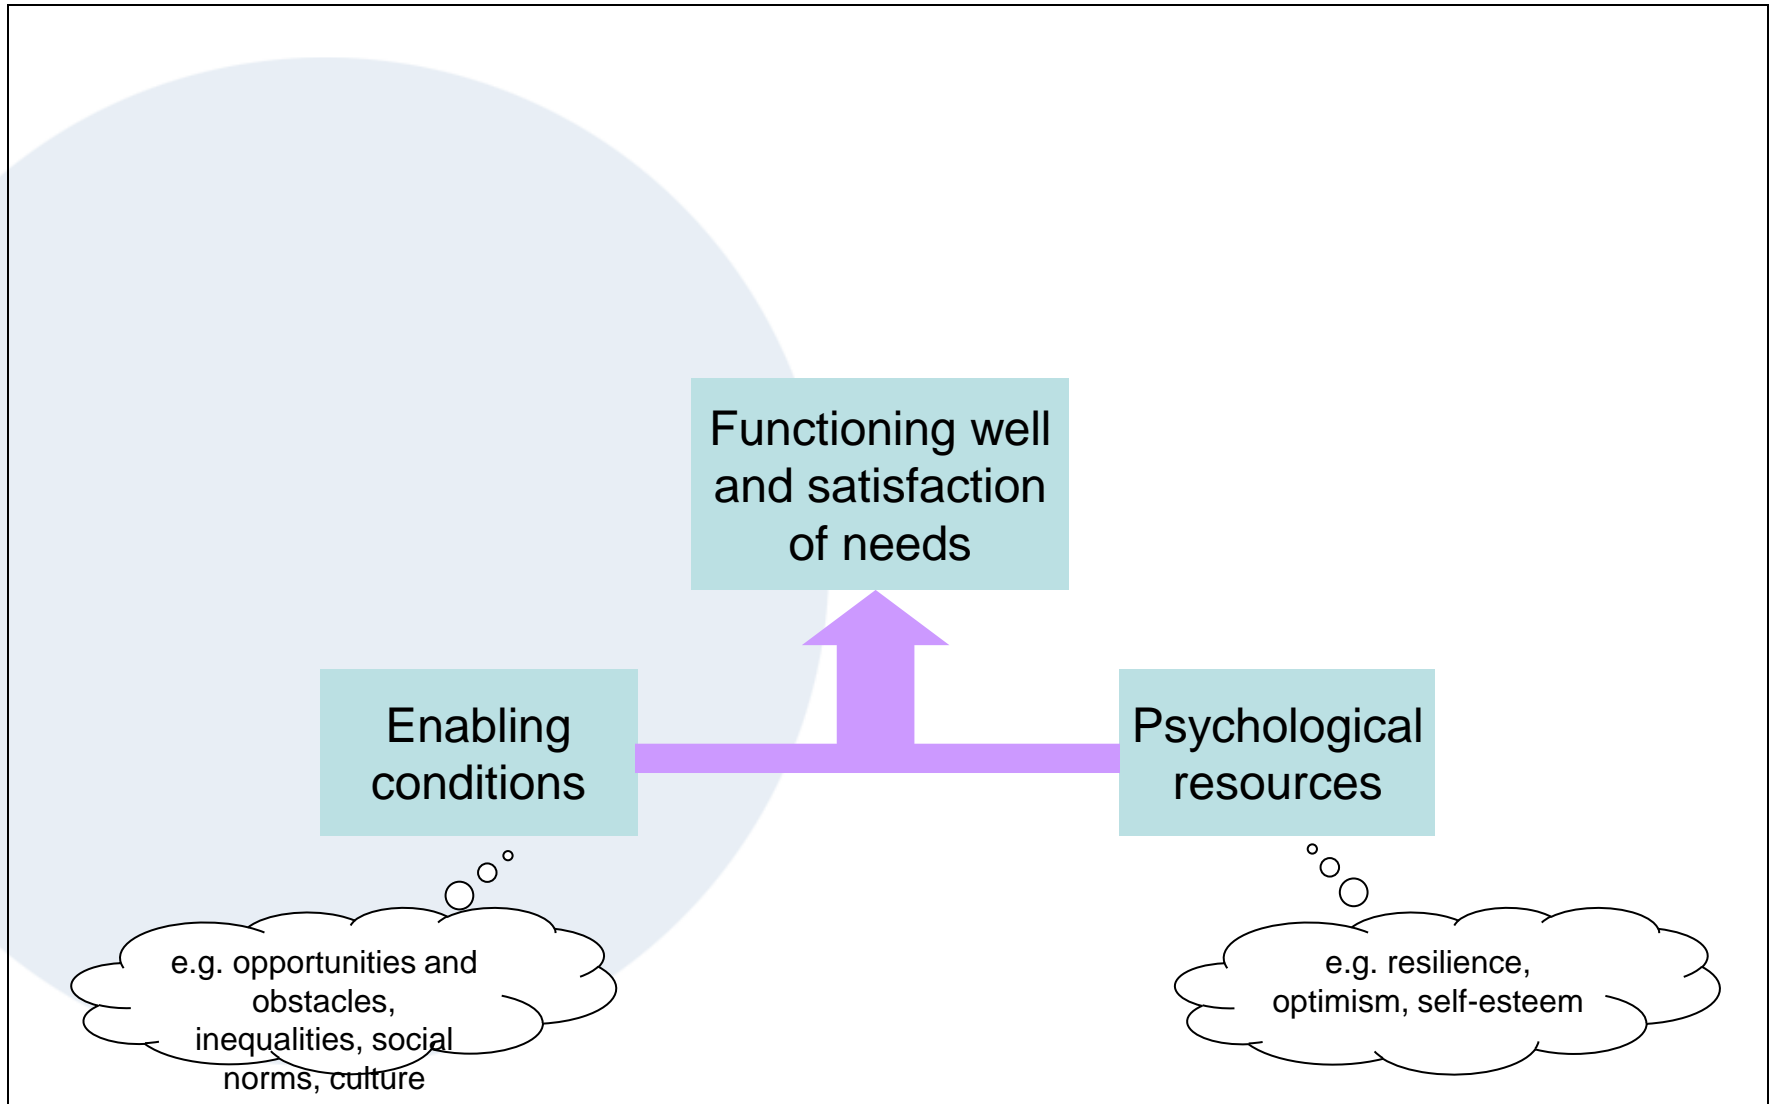 Functioning well
and satisfaction
of needs
Enabling
conditions
Psychological
resources
e.g. opportunities and
obstacles,
inequalities, social
norms, culture
e.g. resilience,
optimism, self-esteem